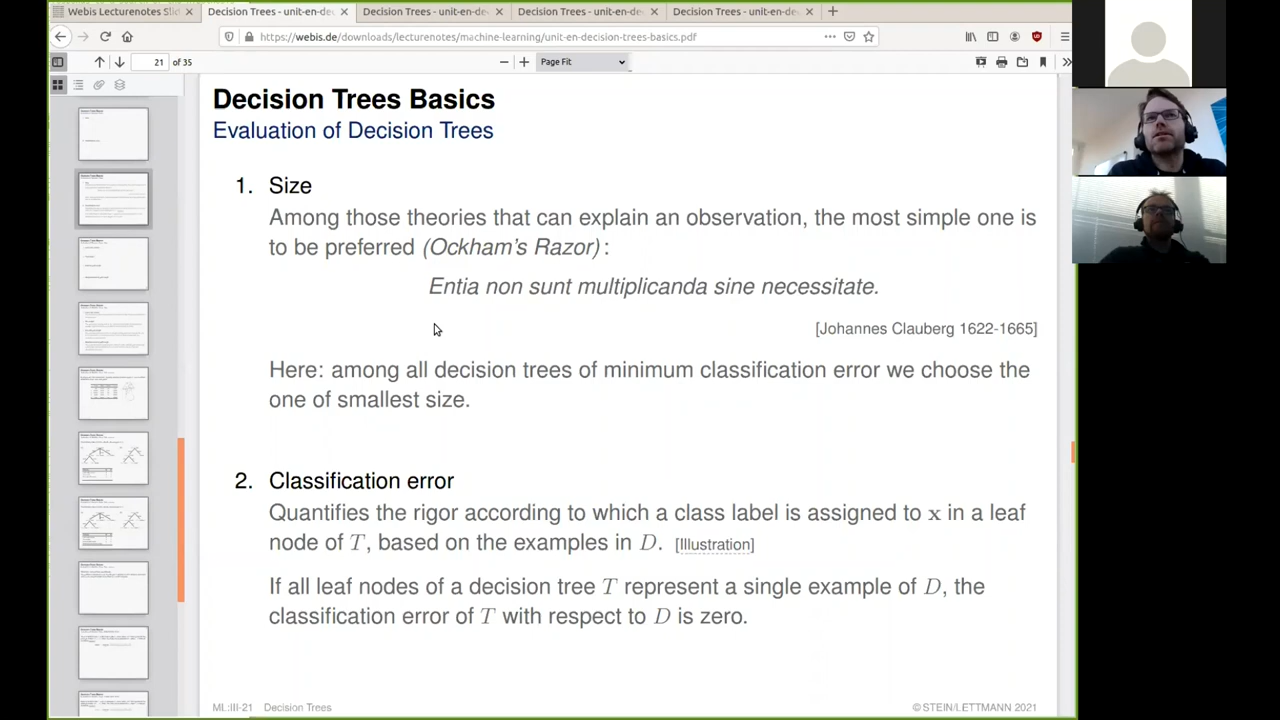 Webis Lecturenotes Slid
Decision Trees - unit-en-de
Decision Trees - unit-en-de
Decision Trees - unit-en-de
Decision Trees - unit-en-de
https://webis.de/downloads/lecturenotes/machine-learning/unit-en-decision-trees-basics.pdf
21 of 35
Page Fit
Decision Trees Basics
Evaluation of Decision Trees
1. Size
Among those theories that can explain an observation, the most simple one is
to be preferred (Ockham's Razor) :
Entia non sunt multiplicanda sine necessitate.
[Johannes Clauberg 1622-1665]
Here: among all decision trees of minimum classification error we choose the
one of smallest size.
2. Classification error
Quantifies the rigor according to which a class label is assigned to x in a leaf
node of T, based on the examples in D. [Illustration]
If all leaf nodes of a decision tree T represent a single example of D, the
classification error of T with respect to D is zero.
ML:III-21 Decision Trees
© STEIN/LETTMANN 2021